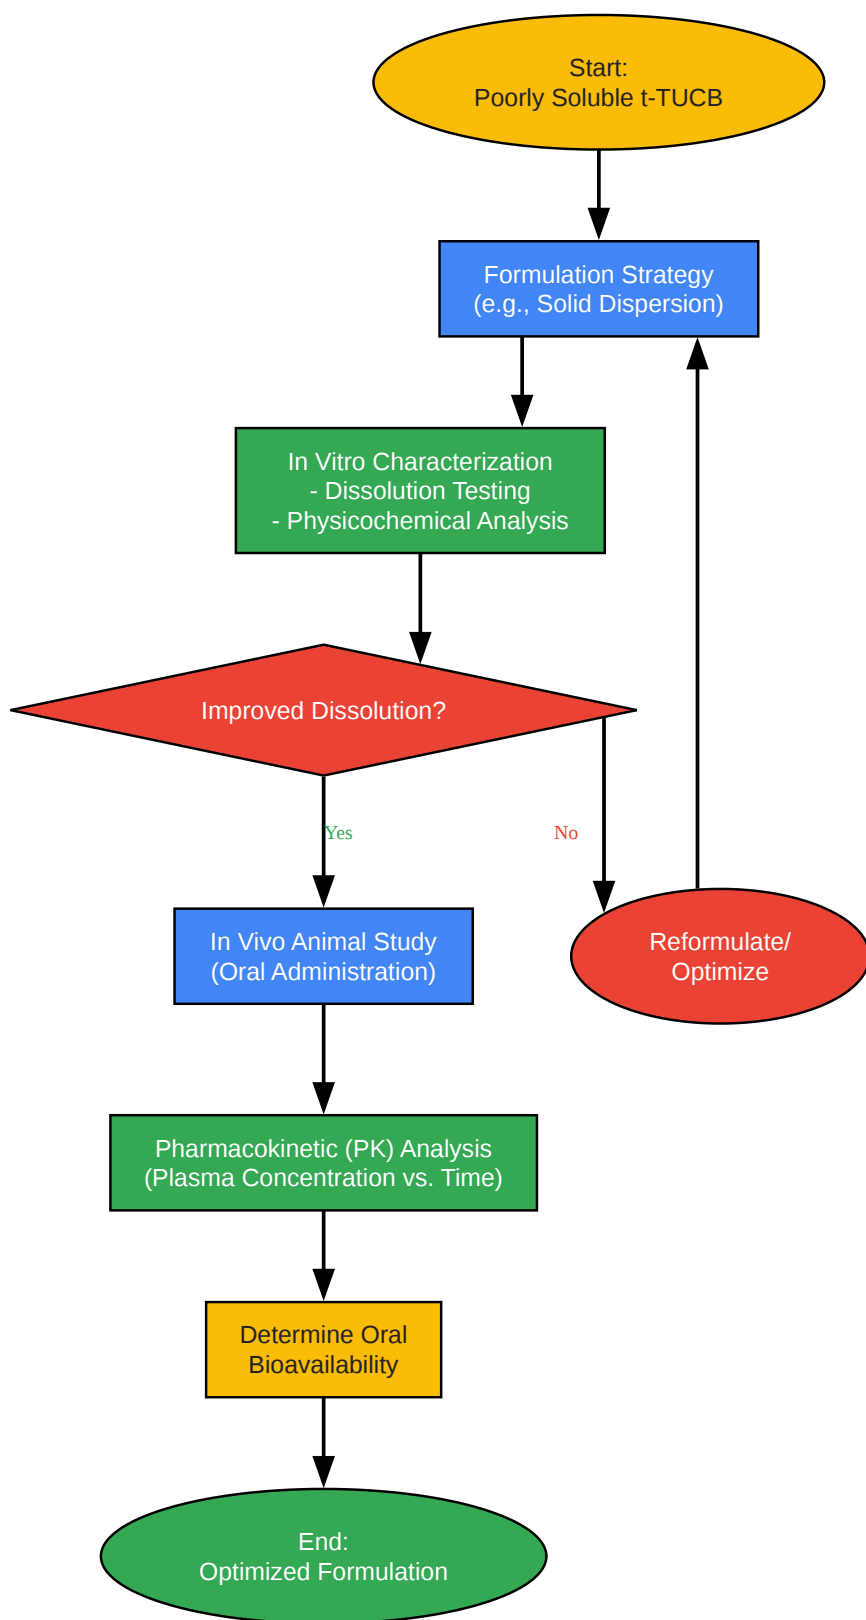 Start:
Poorly Soluble t-TUCB
Formulation Strategy
(e.g., Solid Dispersion)
In Vitro Characterization
- Dissolution Testing
- Physicochemical Analysis
Improved Dissolution?
Yes
No
In Vivo Animal Study
(Oral Administration)
Reformulate/
Optimize
Pharmacokinetic (PK) Analysis
(Plasma Concentration vs. Time)
Determine Oral
Bioavailability
End:
Optimized Formulation